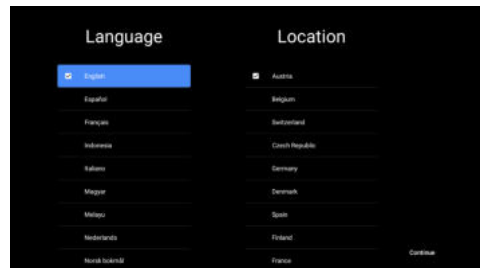 Language
Location
English
Austria
Español
Belgium
Français
Switzerland
Indonesia
Czech Republic
Italiano
Germany
Magyar
Denmark
Melayu
Spain
Nederlands
Finland
Norsk bokmål
France
Continue